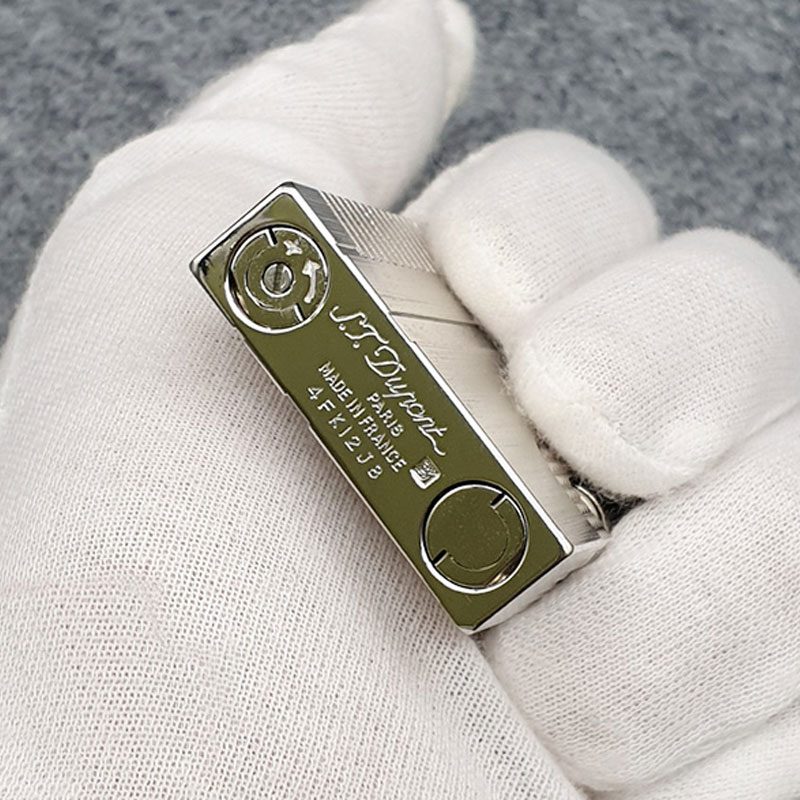 S.T. Dupont
PARIS
MADE IN FRANCE
4FK12J8